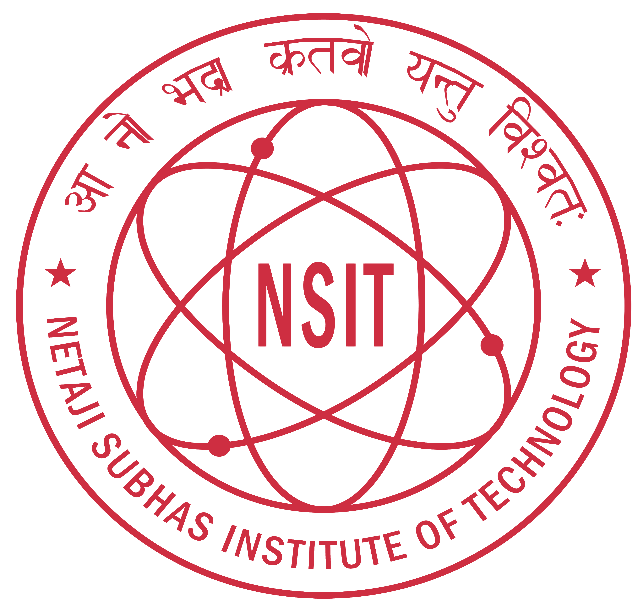 आ नो भद्रा क्रतवो यन्तु विश्वतः
NSIT
NETAJI SUBHAS INSTITUTE OF TECHNOLOGY